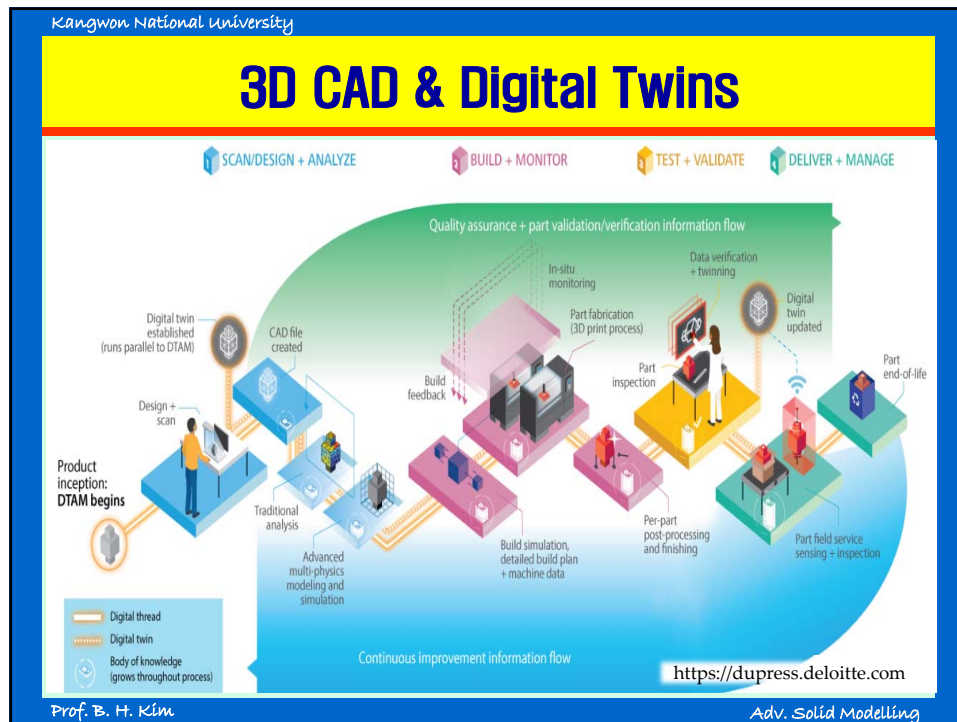 Kangwon National University
3D CAD & Digital Twins
1 SCAN/DESIGN + ANALYZE
2 BUILD + MONITOR
3 TEST + VALIDATE
4 DELIVER + MANAGE
Quality assurance + part validation/verification information flow
Digital twin
established
(runs parallel to DTAM)
CAD file
created
Design +
scan
Product
inception:
DTAM begins
Traditional
analysis
Advanced
multi-physics
modeling and
simulation
Build
feedback
In-situ
monitoring
Part fabrication
(3D print process)
Build simulation,
detailed build plan
+ machine data
Per-part
post-processing
and finishing
Part
inspection
Data verification
+ twinning
Digital
twin
updated
Part
end-of-life
Part field service
sensing + inspection
Digital thread
Digital twin
Body of knowledge
(grows throughout process)
Continuous improvement information flow
https://dupress.deloitte.com
Prof. B. H. Kim
Adv. Solid Modelling